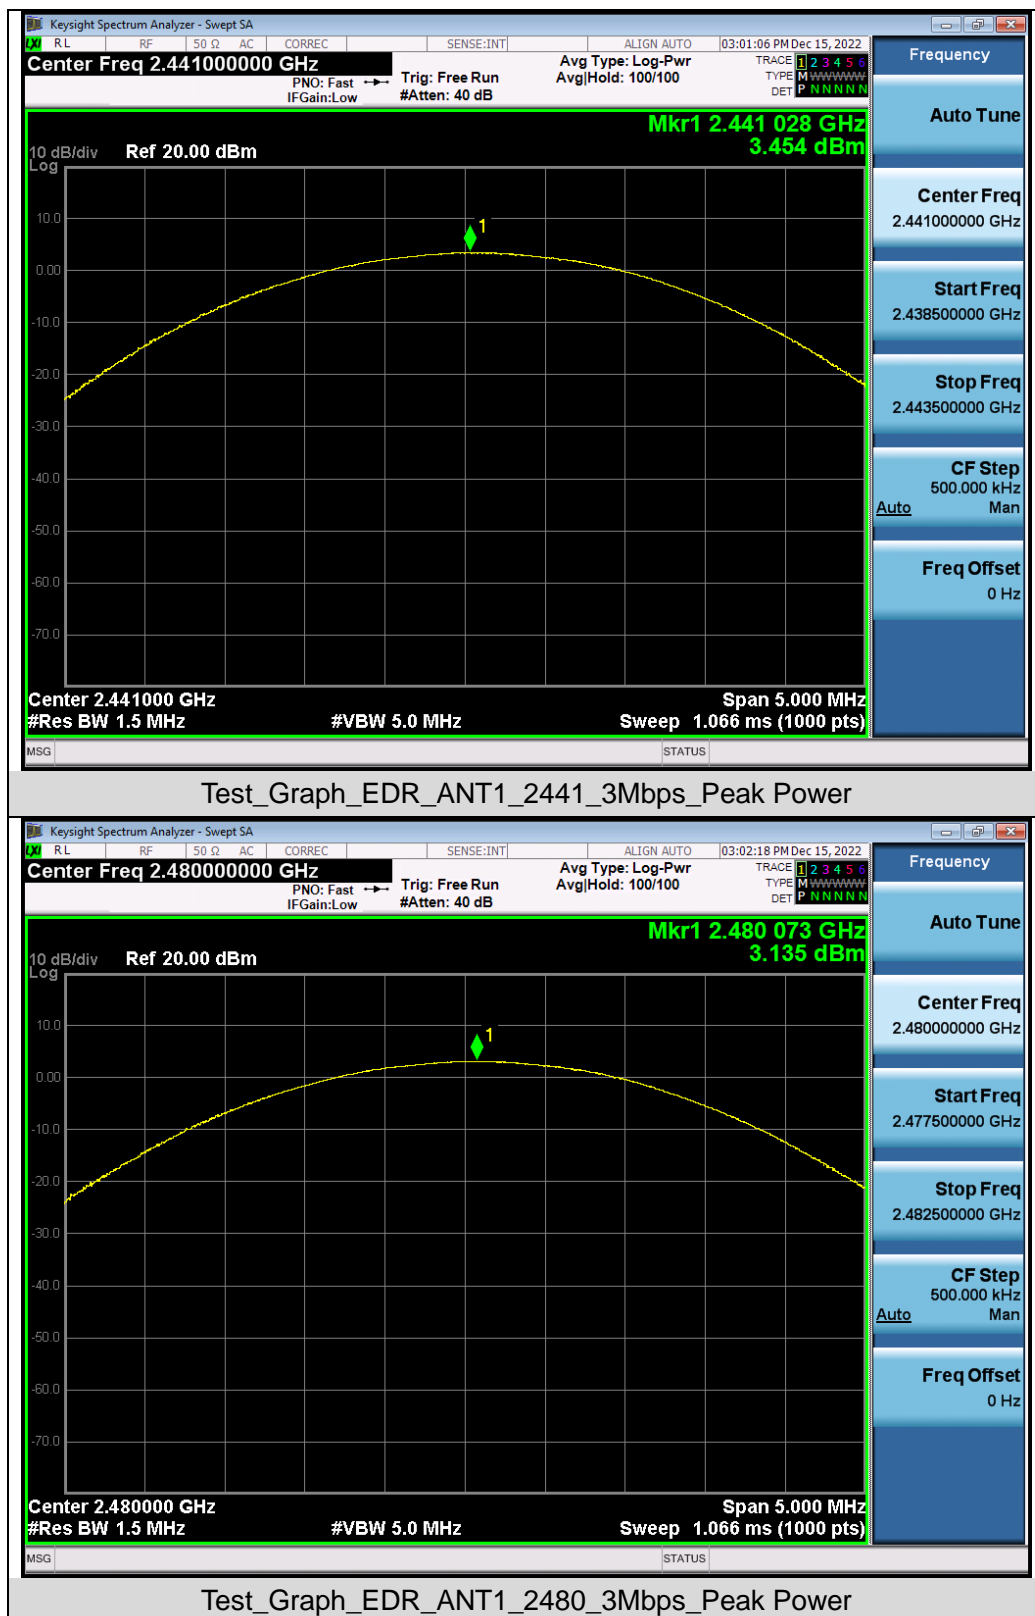 Keysight Spectrum Analyzer - Swept SA
LXI RL RF 50 Ω AC CORREC SENSE:INT ALIGN AUTO 03:01:06 PM Dec 15, 2022
Center Freq 2.441000000 GHz
PNO: Fast
IFGain:Low
Trig: Free Run
#Atten: 40 dB
Avg Type: Log-Pwr
Avg|Hold: 100/100
TRACE 1 2 3 4 5 6
TYPE M WWWWW
DET P N N N N N
Mkr1 2.441 028 GHz
3.454 dBm
10 dB/div Ref 20.00 dBm
Log
1
10.0
0.00
-10.0
-20.0
-30.0
-40.0
-50.0
-60.0
-70.0
Center 2.441000 GHz Span 5.000 MHz
#Res BW 1.5 MHz #VBW 5.0 MHz Sweep 1.066 ms (1000 pts)
MSG STATUS
Frequency
Auto Tune
Center Freq
2.441000000 GHz
Start Freq
2.438500000 GHz
Stop Freq
2.443500000 GHz
CF Step
500.000 kHz
Auto Man
Freq Offset
0 Hz
Test_Graph_EDR_ANT1_2441_3Mbps_Peak Power
Keysight Spectrum Analyzer - Swept SA
LXI RL RF 50 Ω AC CORREC SENSE:INT ALIGN AUTO 03:02:18 PM Dec 15, 2022
Center Freq 2.480000000 GHz
PNO: Fast
IFGain:Low
Trig: Free Run
#Atten: 40 dB
Avg Type: Log-Pwr
Avg|Hold: 100/100
TRACE 1 2 3 4 5 6
TYPE M WWWWW
DET P N N N N N
Mkr1 2.480 073 GHz
3.135 dBm
10 dB/div Ref 20.00 dBm
Log
1
10.0
0.00
-10.0
-20.0
-30.0
-40.0
-50.0
-60.0
-70.0
Center 2.480000 GHz Span 5.000 MHz
#Res BW 1.5 MHz #VBW 5.0 MHz Sweep 1.066 ms (1000 pts)
MSG STATUS
Frequency
Auto Tune
Center Freq
2.480000000 GHz
Start Freq
2.477500000 GHz
Stop Freq
2.482500000 GHz
CF Step
500.000 kHz
Auto Man
Freq Offset
0 Hz
Test_Graph_EDR_ANT1_2480_3Mbps_Peak Power